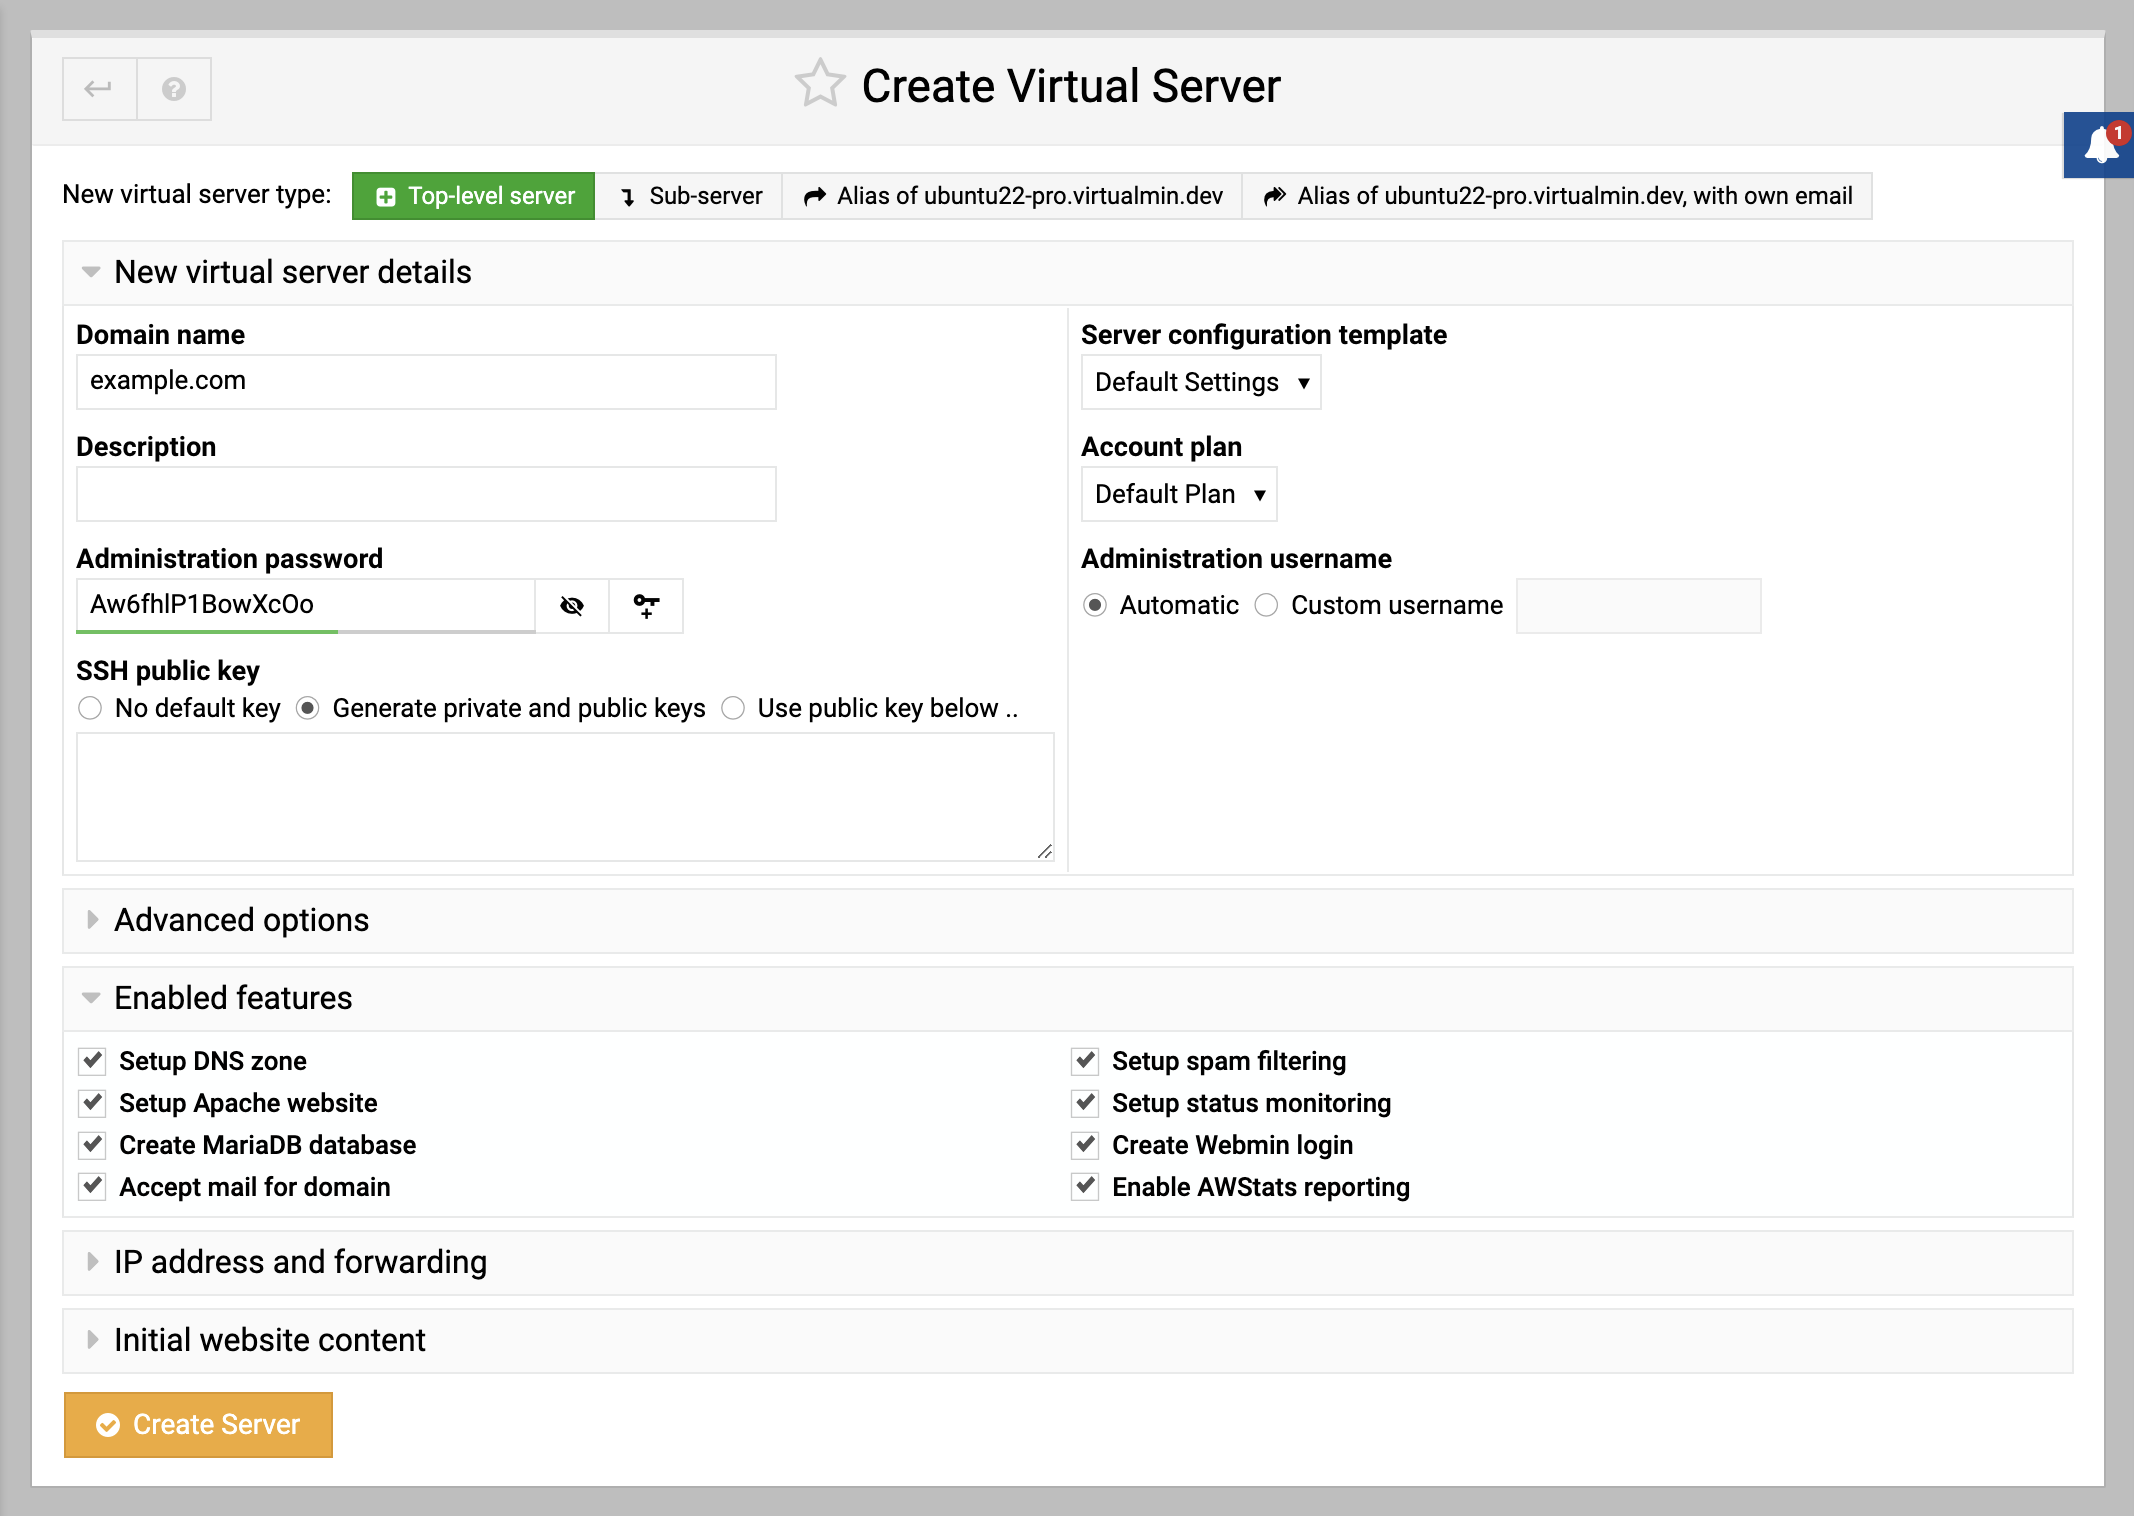 Create Virtual Server
1
New virtual server type: Top-level server Sub-server Alias of ubuntu22-pro.virtualmin.dev Alias of ubuntu22-pro.virtualmin.dev, with own email
New virtual server details
Domain name
example.com
Description
Administration password
Aw6fhlP1BowXcOo
SSH public key
No default key Generate private and public keys Use public key below ..
Server configuration template
Default Settings
Account plan
Default Plan
Administration username
Automatic Custom username
Advanced options
Enabled features
Setup DNS zone
Setup Apache website
Create MariaDB database
Accept mail for domain
Setup spam filtering
Setup status monitoring
Create Webmin login
Enable AWStats reporting
IP address and forwarding
Initial website content
Create Server